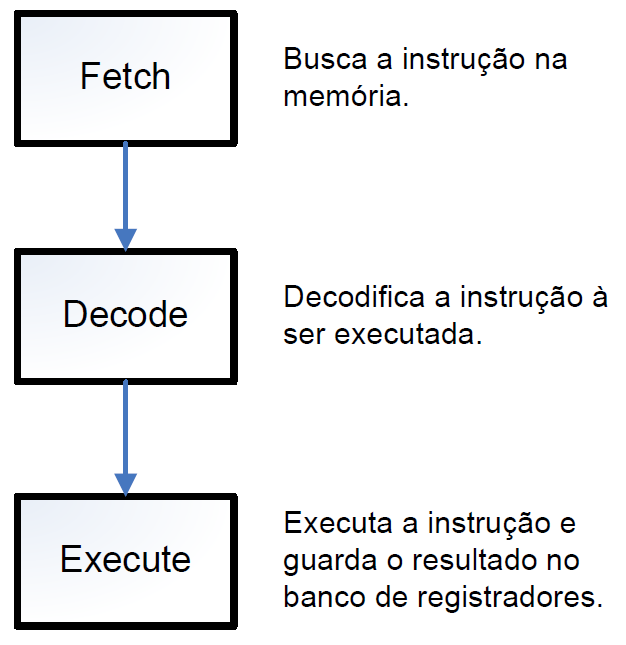 Fetch
Busca a instrução na
memória.
Decode
Decodifica a instrução à
ser executada.
Execute
Executa a instrução e
guarda o resultado no
banco de registradores.